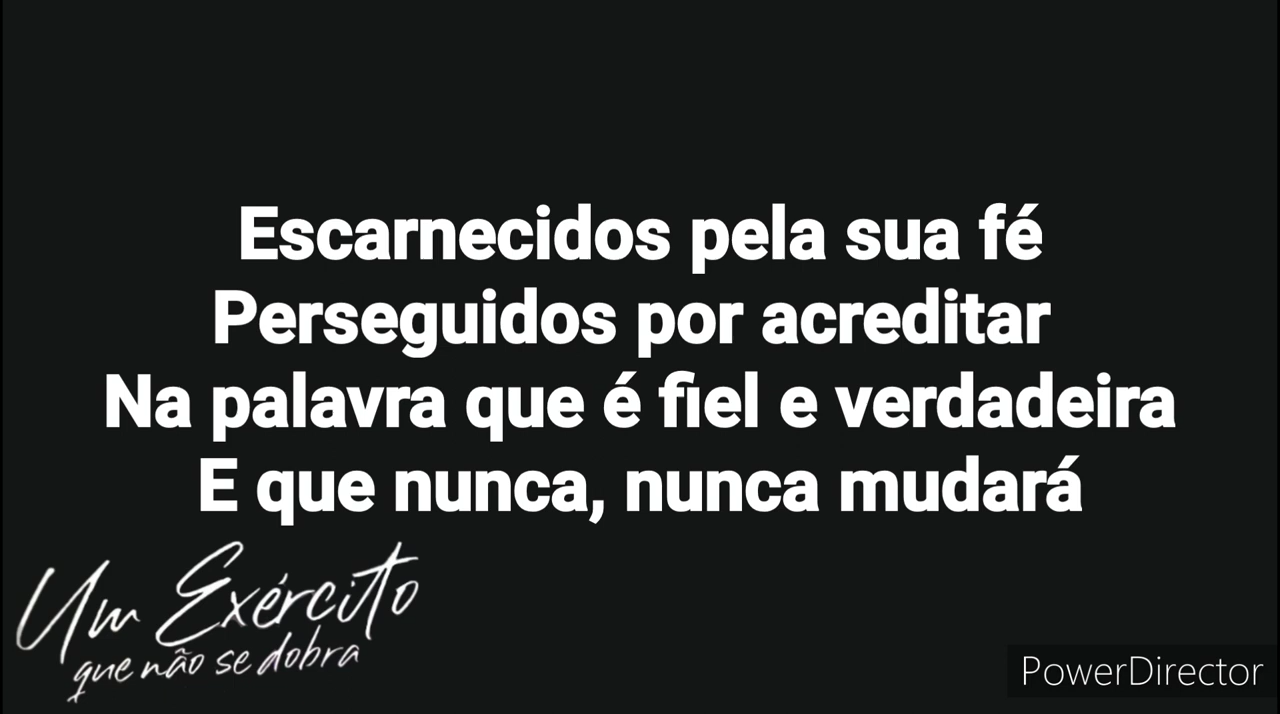 Escarnecidos pela sua fé
Perseguidos por acreditar
Na palavra que é fiel e verdadeira
E que nunca, nunca mudará
Um Exército
que não se dobra
PowerDirector